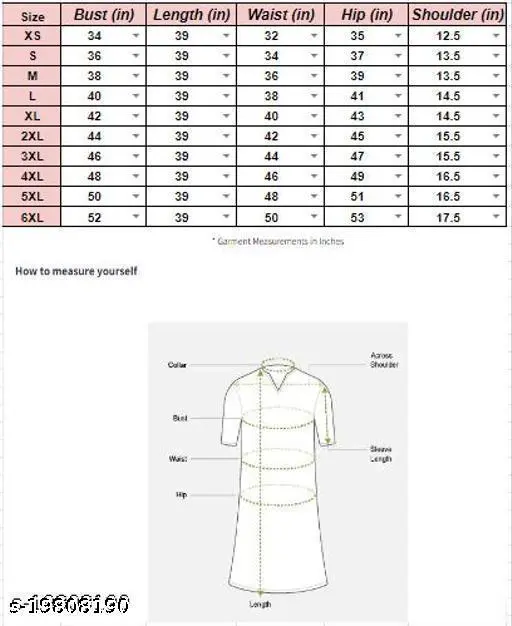 Size Bust (in) Length (in) Waist (in) Hip (in) Shoulder (in)
XS 34 39 32 35 12.5
S 36 39 34 37 13.5
M 38 39 36 39 13.5
L 40 39 38 41 14.5
XL 42 39 40 43 14.5
2XL 44 39 42 45 15.5
3XL 46 39 44 47 15.5
4XL 48 39 46 49 16.5
5XL 50 39 48 51 16.5
6XL 52 39 50 53 17.5
* Garment Measurements in Inches
How to measure yourself
Collar
Across
Shoulder
Bust
Sleeve
Length
Waist
Hip
Length